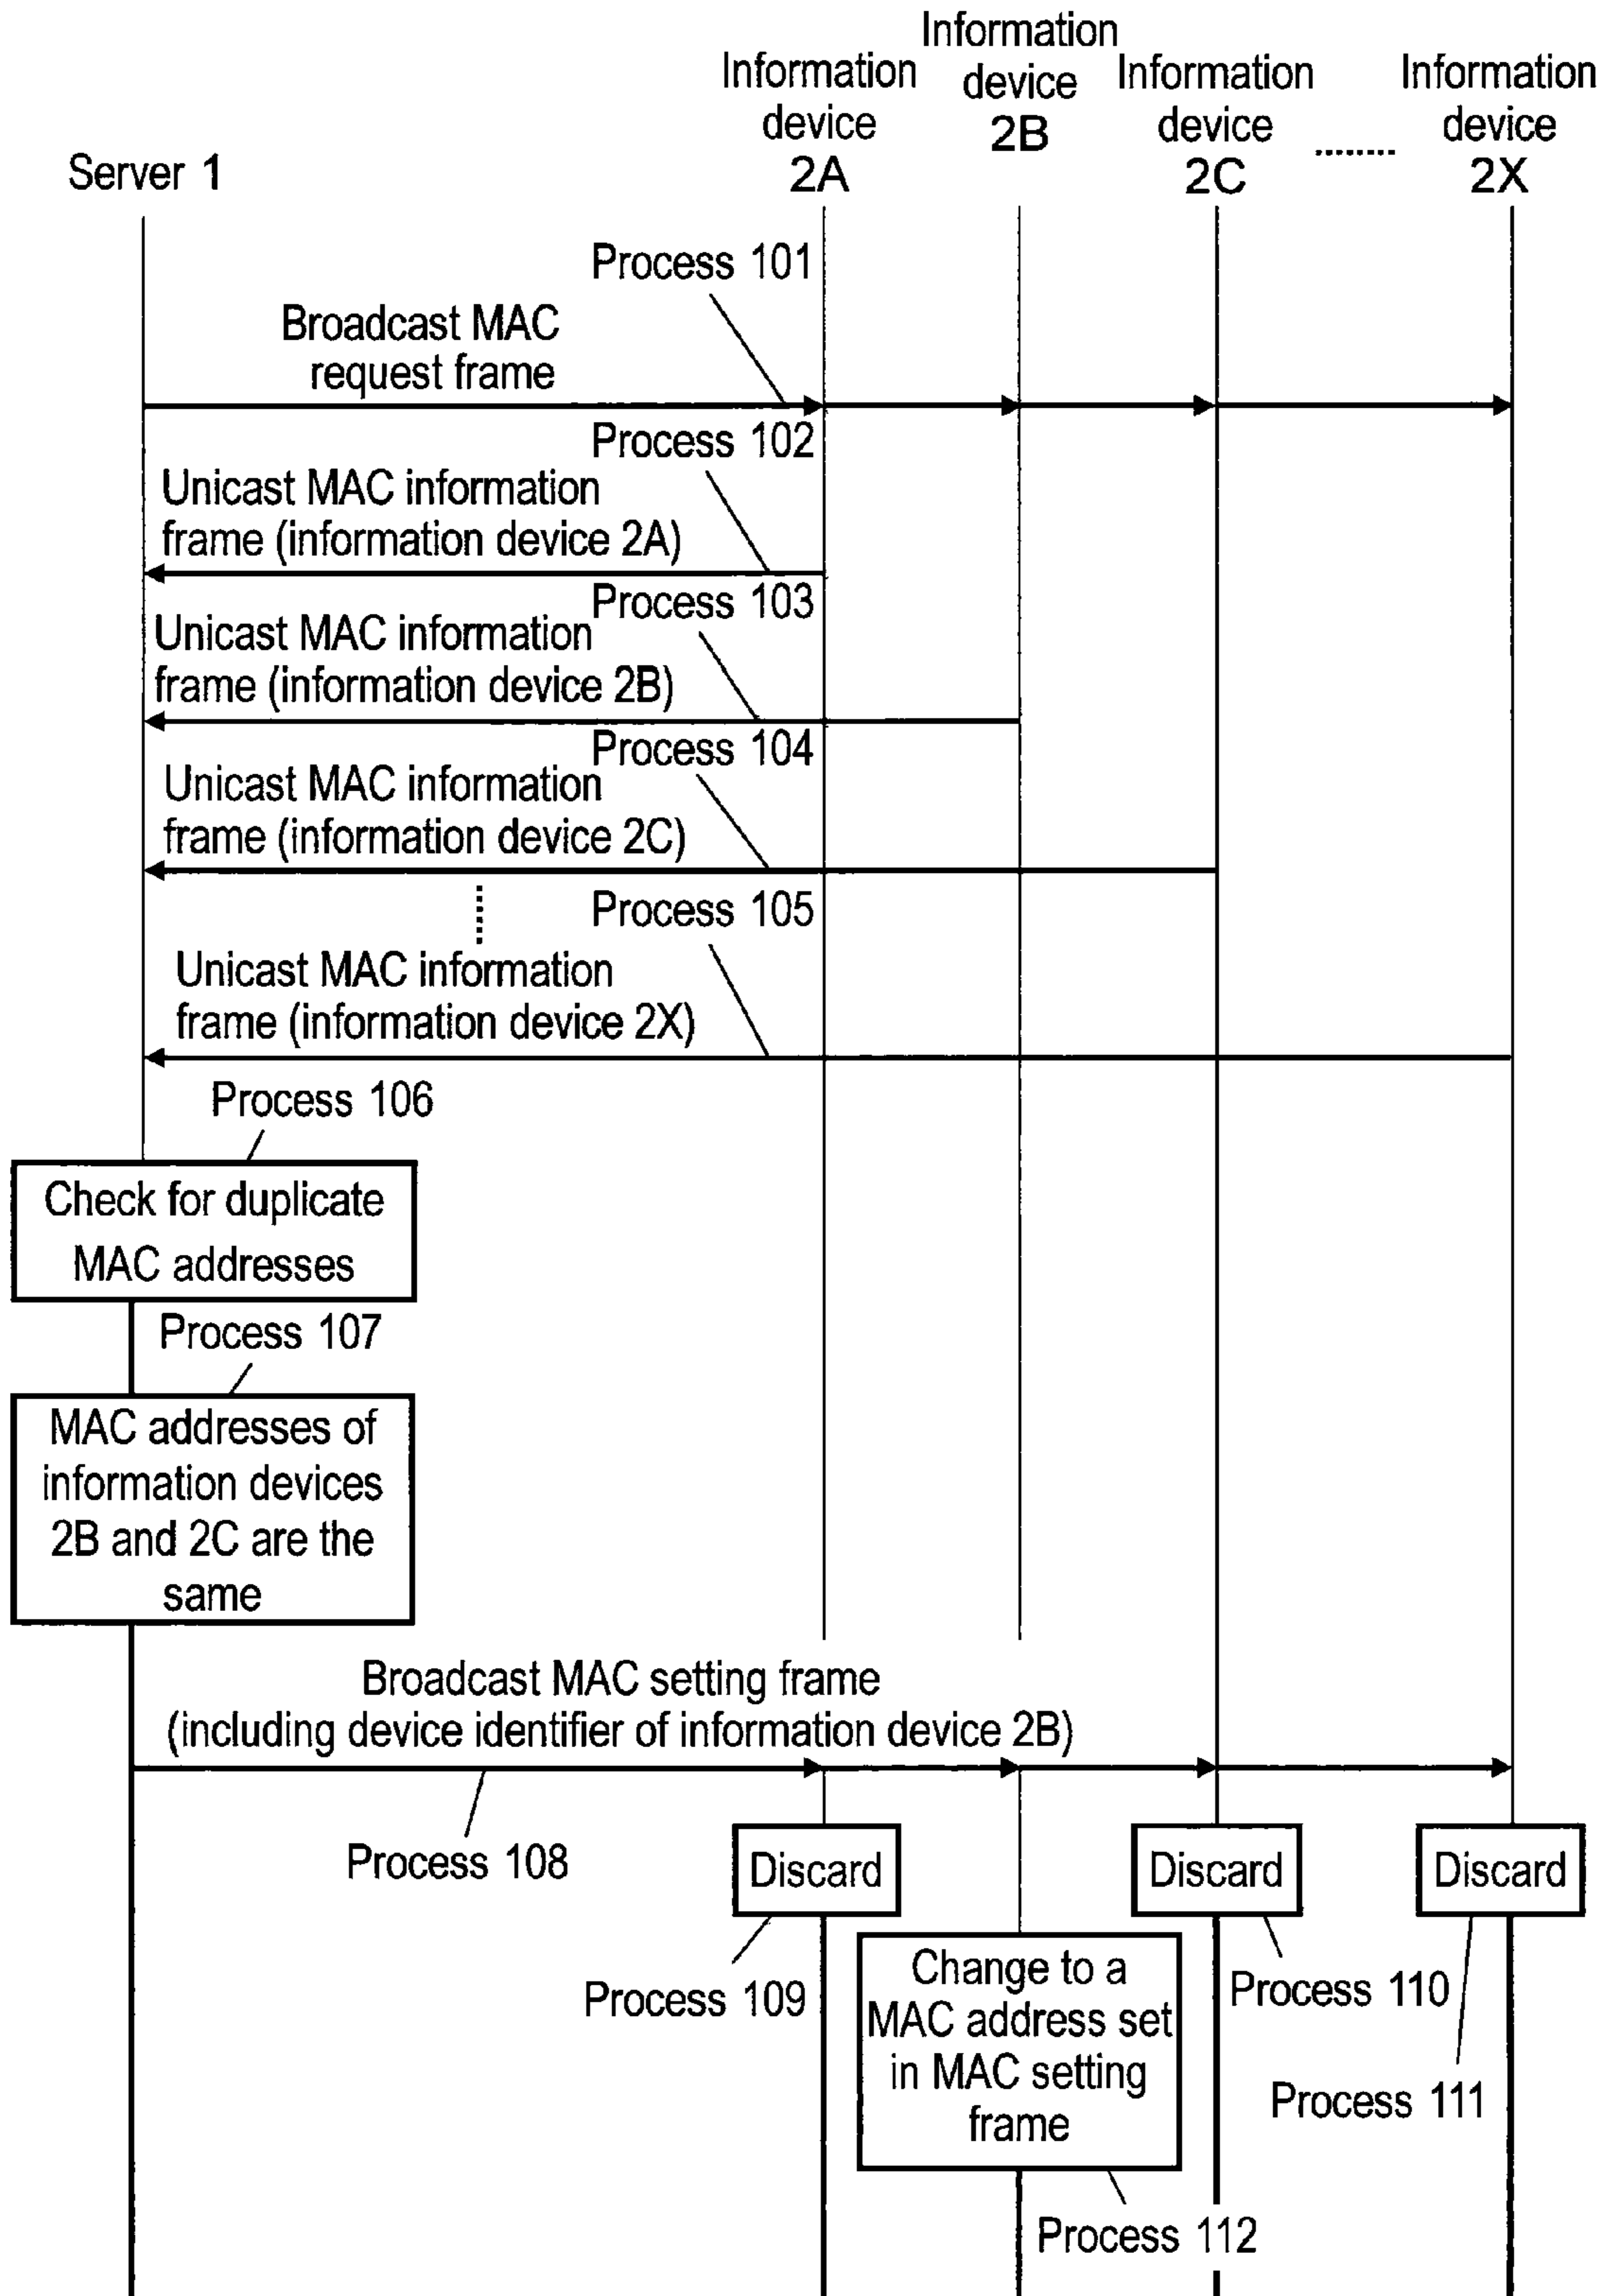 Server 1
Information
device
2A
Information
device
2B
Information
device
2C
........
Information
device
2X
Process 101
Broadcast MAC
request frame
Process 102
Unicast MAC information
frame (information device 2A)
Process 103
Unicast MAC information
frame (information device 2B)
Process 104
Unicast MAC information
frame (information device 2C)
Process 105
Unicast MAC information
frame (information device 2X)
Process 106
Check for duplicate
MAC addresses
Process 107
MAC addresses of
information devices
2B and 2C are the
same
Broadcast MAC setting frame
(including device identifier of information device 2B)
Process 108
Discard
Discard
Discard
Process 109
Change to a
MAC address set
in MAC setting
frame
Process 110
Process 111
Process 112